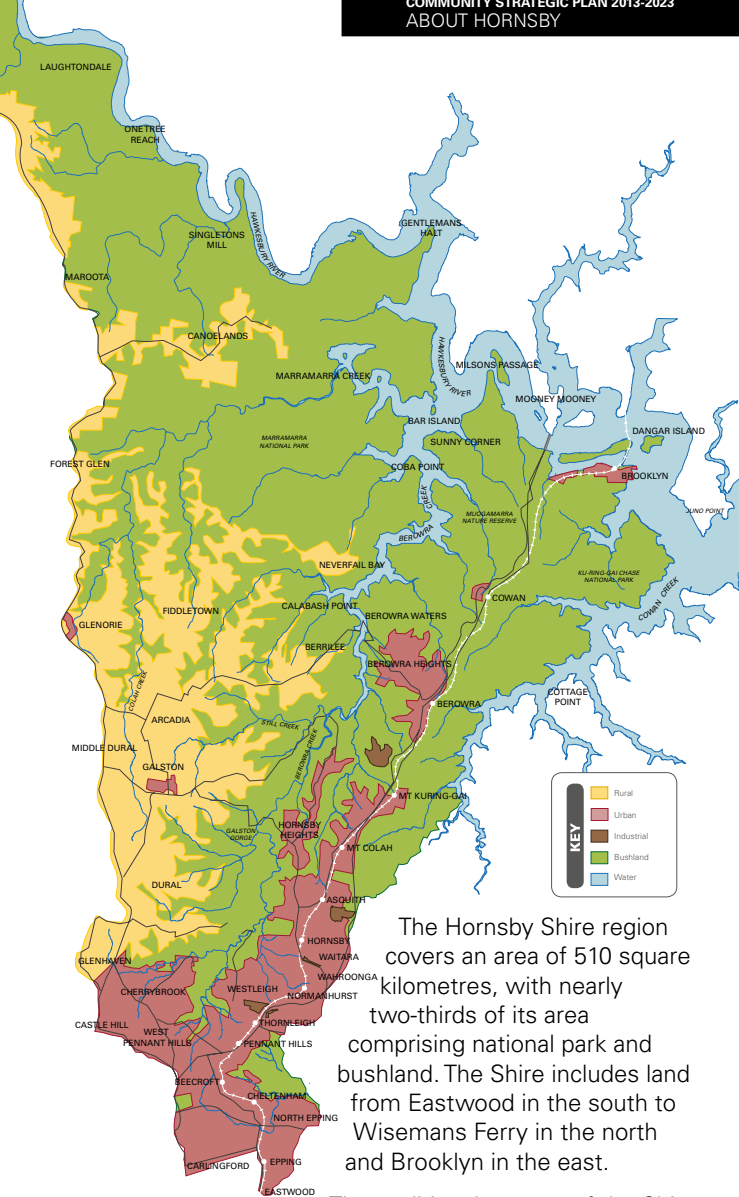 COMMUNITY STRATEGIC PLAN 2013-2023
ABOUT HORNSBY
LAUGHTONDALE
ONE TREE
REACH
HAWKESBURY RIVER
GENTLEMANS
HALT
SINGLETONS
MILL
MAROOTA
CANOELANDS
HAWKESBURY RIVER
MILSONS PASSAGE
MARRAMARRA CREEK
MOONEY MOONEY
BAR ISLAND
DANGAR ISLAND
MARRAMARRA
NATIONAL PARK
SUNNY CORNER
FOREST GLEN
COBA POINT
BROOKLYN
JUNO POINT
MUOGAMARRA
NATURE RESERVE
BEROWRA
CREEK
NEVERFAIL BAY
KU-RING-GAI CHASE
NATIONAL PARK
COWAN CREEK
COWAN
CALABASH POINT
FIDDLETOWN
BEROWRA WATERS
GLENORIE
BERRILEE
BEROWRA HEIGHTS
COLAH CREEK
COTTAGE
POINT
BEROWRA
ARCADIA
STILL CREEK
MIDDLE DURAL
BEROWRA CREEK
GALSTON
MT KURING-GAI
GALSTON
GORGE
HORNSBY
HEIGHTS
MT COLAH
KEY
Rural
Urban
Industrial
Bushland
Water
DURAL
ASQUITH
HORNSBY
GLENHAVEN
WAITARA
WAHROONGA
CHERRYBROOK
WESTLEIGH
NORMANHURST
CASTLE HILL
WEST
PENNANT HILLS
THORNLEIGH
PENNANT HILLS
BEECROFT
CHELTENHAM
NORTH EPPING
CARLINGFORD
EPPING
EASTWOOD
The Hornsby Shire region
covers an area of 510 square
kilometres, with nearly
two-thirds of its area
comprising national park and
bushland. The Shire includes land
from Eastwood in the south to
Wisemans Ferry in the north
and Brooklyn in the east.